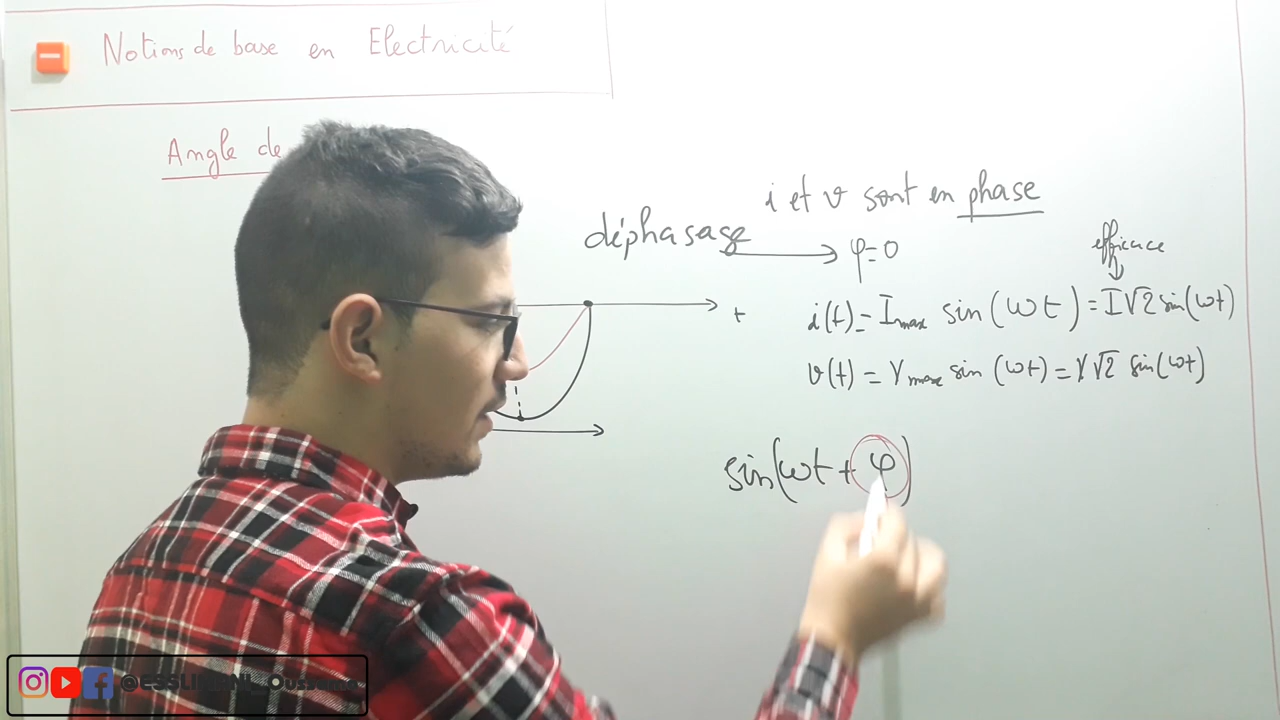 Notions de base en Electricité
Angle de
i et v sont en phase
déphasage
φ=0
efficace
t
i(t) = Imax sin(ωt) = I√2 sin(ωt)
v(t) = Vmax sin(ωt) = V√2 sin(ωt)
sin(ωt + φ)